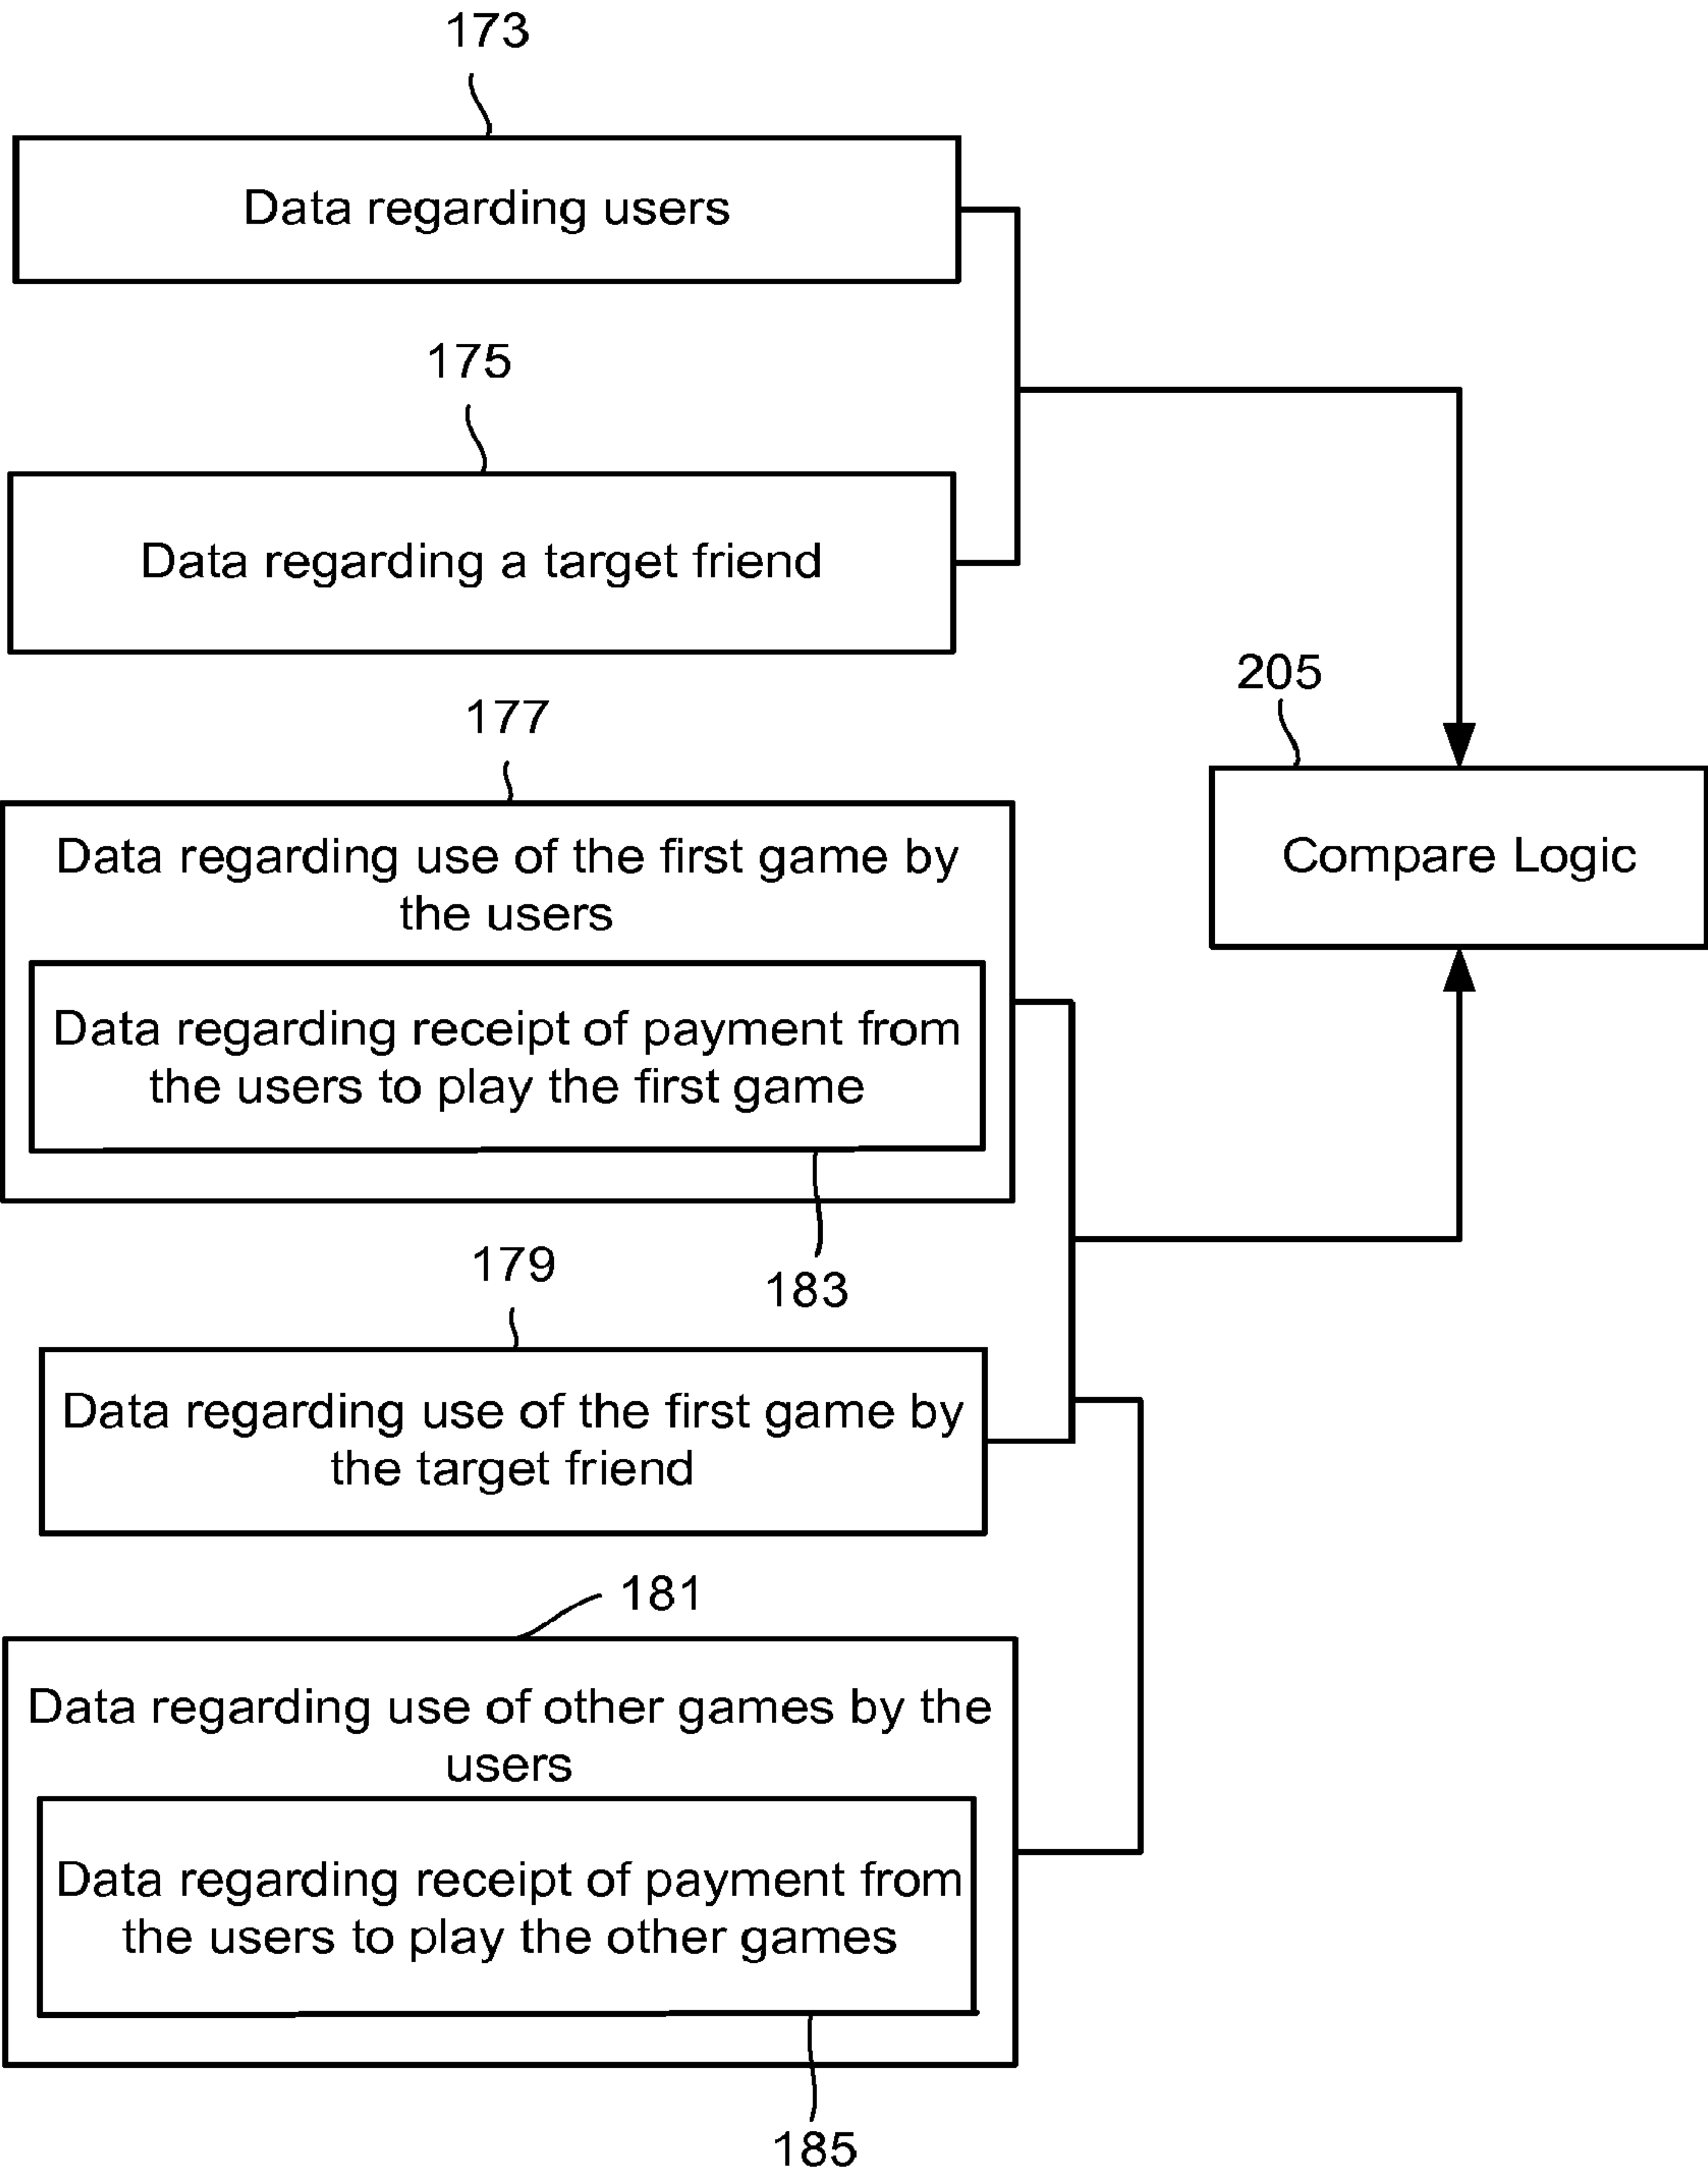 173
Data regarding users
175
Data regarding a target friend
205
Compare Logic
177
Data regarding use of the first game by
the users
Data regarding receipt of payment from
the users to play the first game
183
179
Data regarding use of the first game by
the target friend
181
Data regarding use of other games by the
users
Data regarding receipt of payment from
the users to play the other games
185